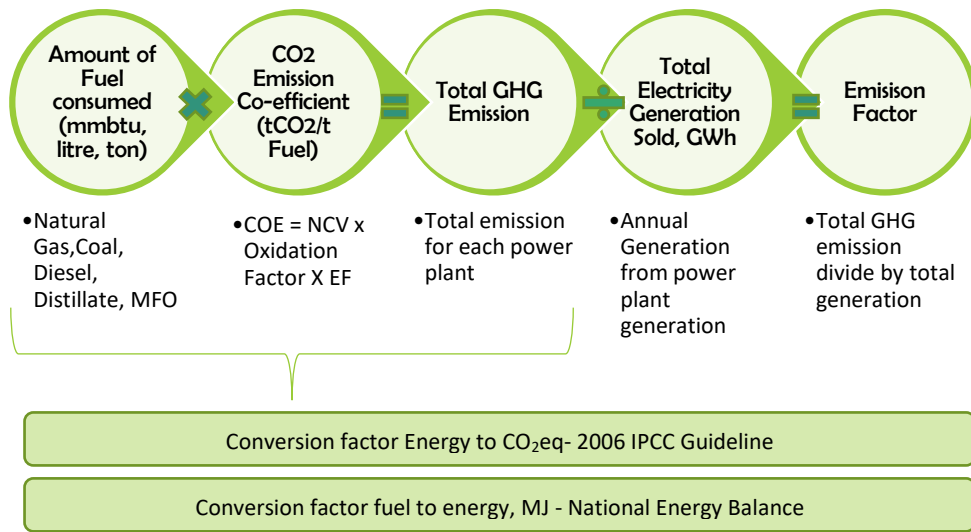 Amount of
Fuel
consumed
(mmbtu,
litre, ton)
CO2
Emission
Co-efficient
(tCO2/t
Fuel)
Total GHG
Emission
Total
Electricity
Generation
Sold, GWh
Emisison
Factor
•Natural
Gas,Coal,
Diesel,
Distillate, MFO
•COE = NCV x
Oxidation
Factor X EF
•Total emission
for each power
plant
•Annual
Generation
from power
plant
generation
•Total GHG
emission
divide by total
generation
Conversion factor Energy to CO₂eq- 2006 IPCC Guideline
Conversion factor fuel to energy, MJ - National Energy Balance